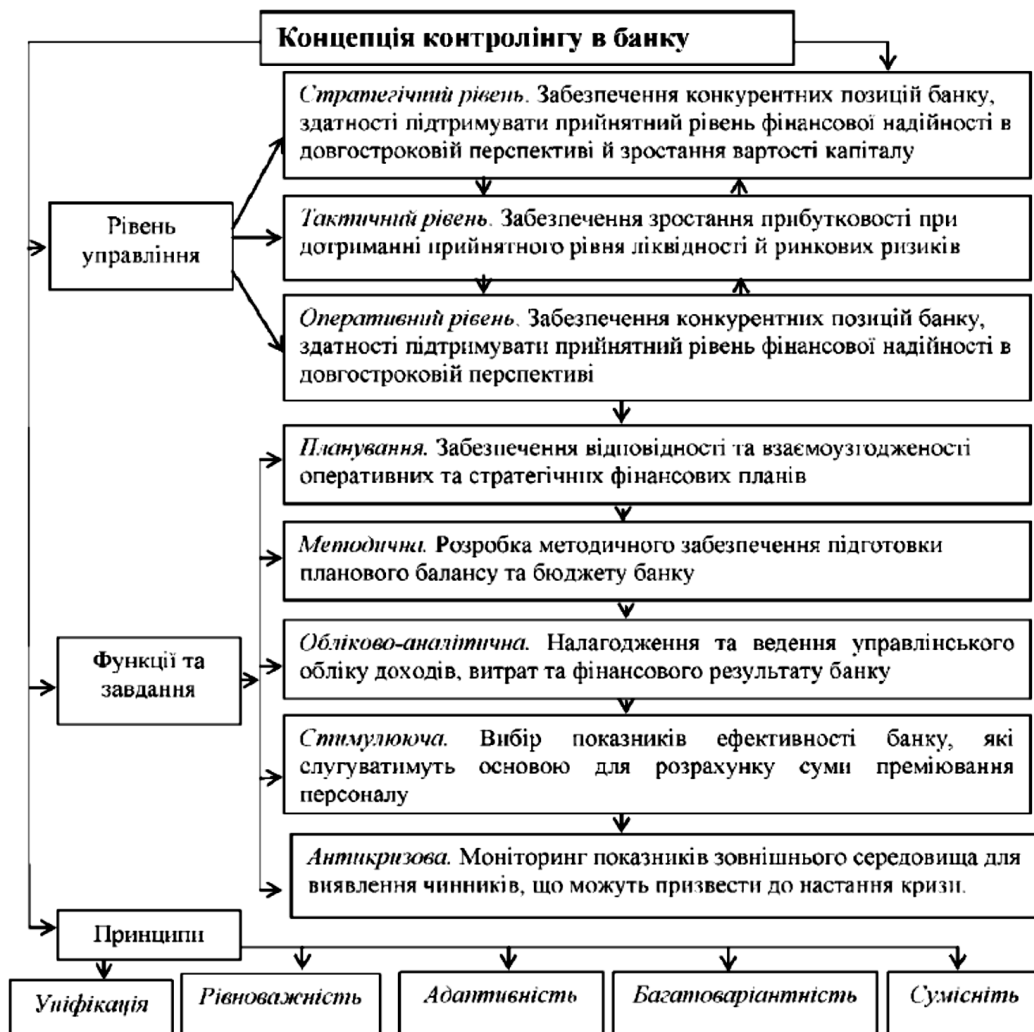 Концепція контролінгу в банку
Стратегічний рівень. Забезпечення конкурентних позицій банку,
здатності підтримувати прийнятний рівень фінансової надійності в
довгостроковій перспективі й зростання вартості капіталу
Рівень
управління
Тактичний рівень. Забезпечення зростання прибутковості при
дотриманні прийнятного рівня ліквідності й ринкових ризиків
Оперативний рівень. Забезпечення конкурентних позицій банку,
здатності підтримувати прийнятний рівень фінансової надійності в
довгостроковій перспективі
Планування. Забезпечення відповідності та взаємоузгодженості
оперативних та стратегічних фінансових планів
Методична. Розробка методичного забезпечення підготовки
планового балансу та бюджету банку
Функції та
завдання
Обліково-аналітична. Налагодження та ведення управлінського
обліку доходів, витрат та фінансового результату банку
Стимулююча. Вибір показників ефективності банку, які
слугуватимуть основою для розрахунку суми преміювання
персоналу
Антикризова. Моніторинг показників зовнішнього середовища для
виявлення чинників, що можуть призвести до настання кризи.
Принципи
Уніфікація
Рівноважність
Адаптивність
Багатоваріантність
Сумісніть